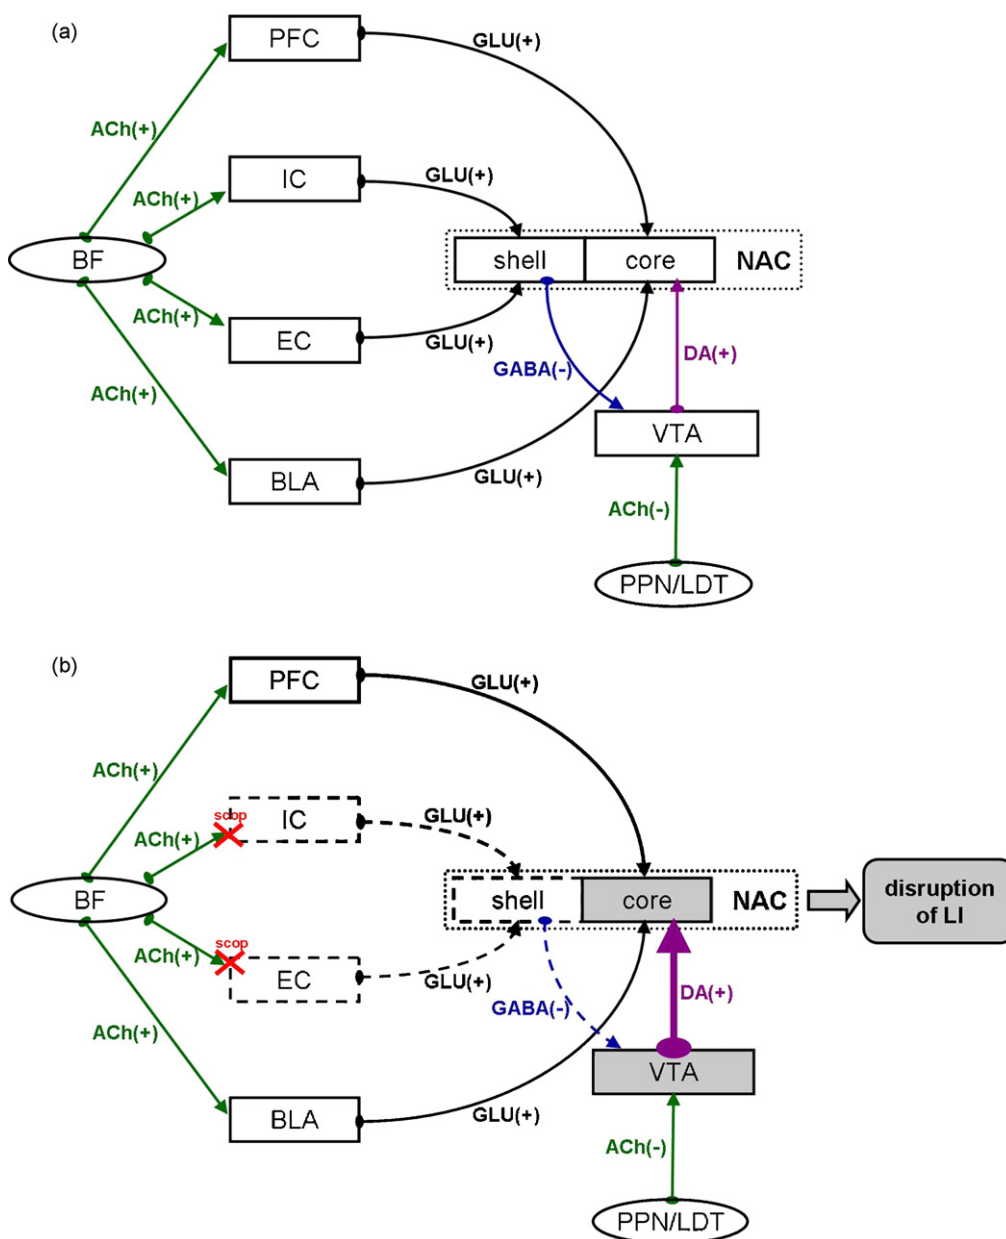 (a)
PFC
GLU(+)
ACh(+)
IC
GLU(+)
ACh(+)
BF
shell
core
NAC
ACh(+)
EC
GLU(+)
GABA(-)
DA(+)
ACh(+)
VTA
BLA
GLU(+)
ACh(-)
PPN/LDT
(b)
PFC
GLU(+)
ACh(+)
scop
IC
GLU(+)
ACh(+)
BF
shell
core
NAC
disruption
of LI
scop
ACh(+)
EC
GLU(+)
GABA(-)
DA(+)
ACh(+)
VTA
BLA
GLU(+)
ACh(-)
PPN/LDT